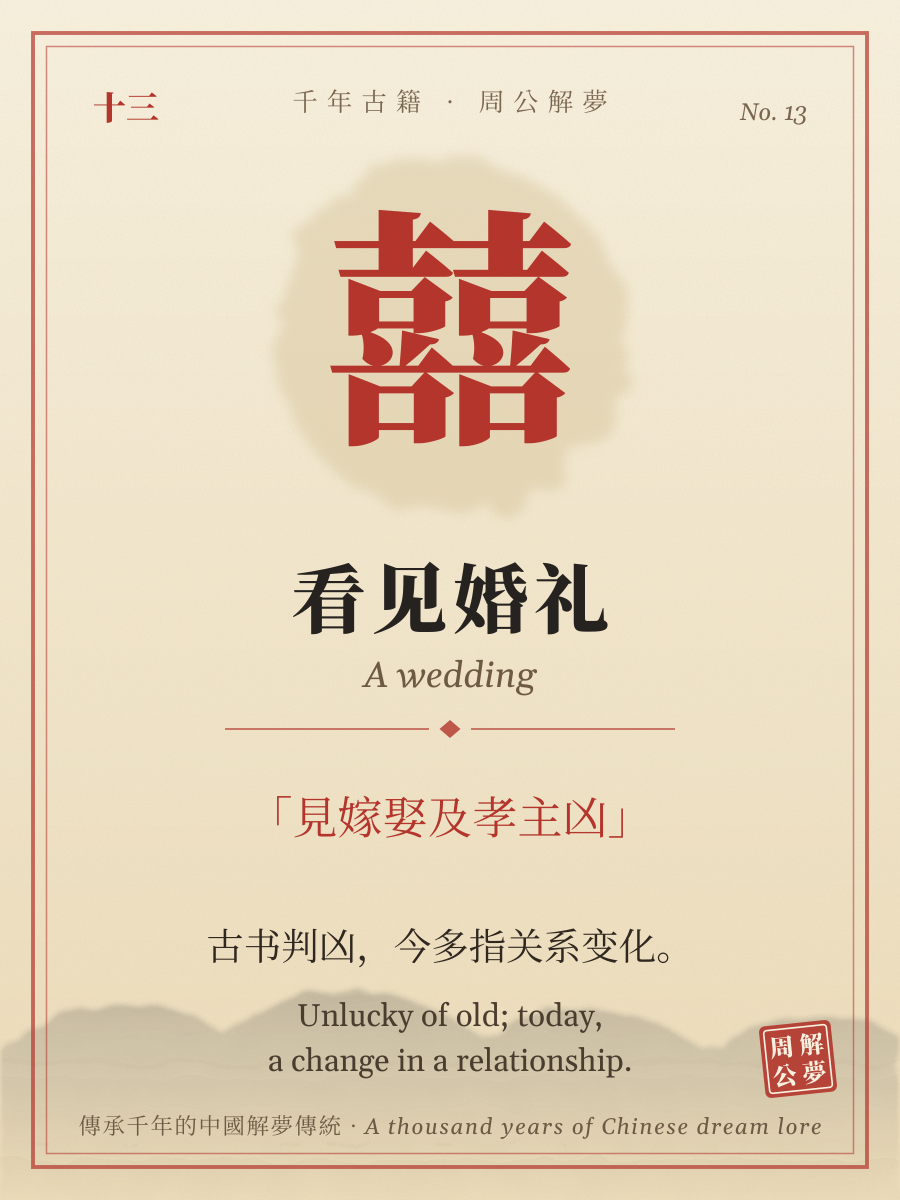 十三
千年古籍 · 周公解夢
No. 13
囍
看见婚礼
A wedding
「見嫁娶及孝主凶」
古书判凶，今多指关系变化。
Unlucky of old; today,
a change in a relationship.
周解
公夢
傳承千年的中國解夢傳統 · A thousand years of Chinese dream lore